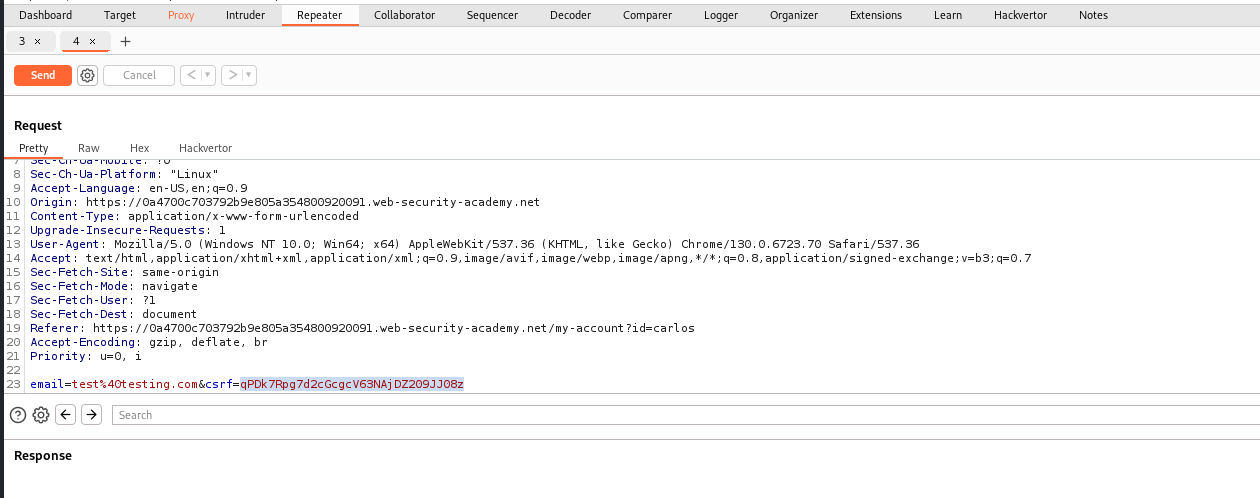 Dashboard Target Proxy Intruder Repeater Collaborator Sequencer Decoder Comparer Logger Organizer Extensions Learn Hackvertor Notes
3 × 4 × +
Send Cancel < >
Request
Pretty Raw Hex Hackvertor
7 Sec-Ch-Ua-Mobile: ?0
8 Sec-Ch-Ua-Platform: "Linux"
9 Accept-Language: en-US,en;q=0.9
10 Origin: https://0a4700c703792b9e805a354800920091.web-security-academy.net
11 Content-Type: application/x-www-form-urlencoded
12 Upgrade-Insecure-Requests: 1
13 User-Agent: Mozilla/5.0 (Windows NT 10.0; Win64; x64) AppleWebKit/537.36 (KHTML, like Gecko) Chrome/130.0.6723.70 Safari/537.36
14 Accept: text/html,application/xhtml+xml,application/xml;q=0.9,image/avif,image/webp,image/apng,*/*;q=0.8,application/signed-exchange;v=b3;q=0.7
15 Sec-Fetch-Site: same-origin
16 Sec-Fetch-Mode: navigate
17 Sec-Fetch-User: ?1
18 Sec-Fetch-Dest: document
19 Referer: https://0a4700c703792b9e805a354800920091.web-security-academy.net/my-account?id=carlos
20 Accept-Encoding: gzip, deflate, br
21 Priority: u=0, i
22
23 email=test%40testing.com&csrf=qPDk7Rpg7d2cGcgcV63NAjDZ209JJ08z
? Search
Response